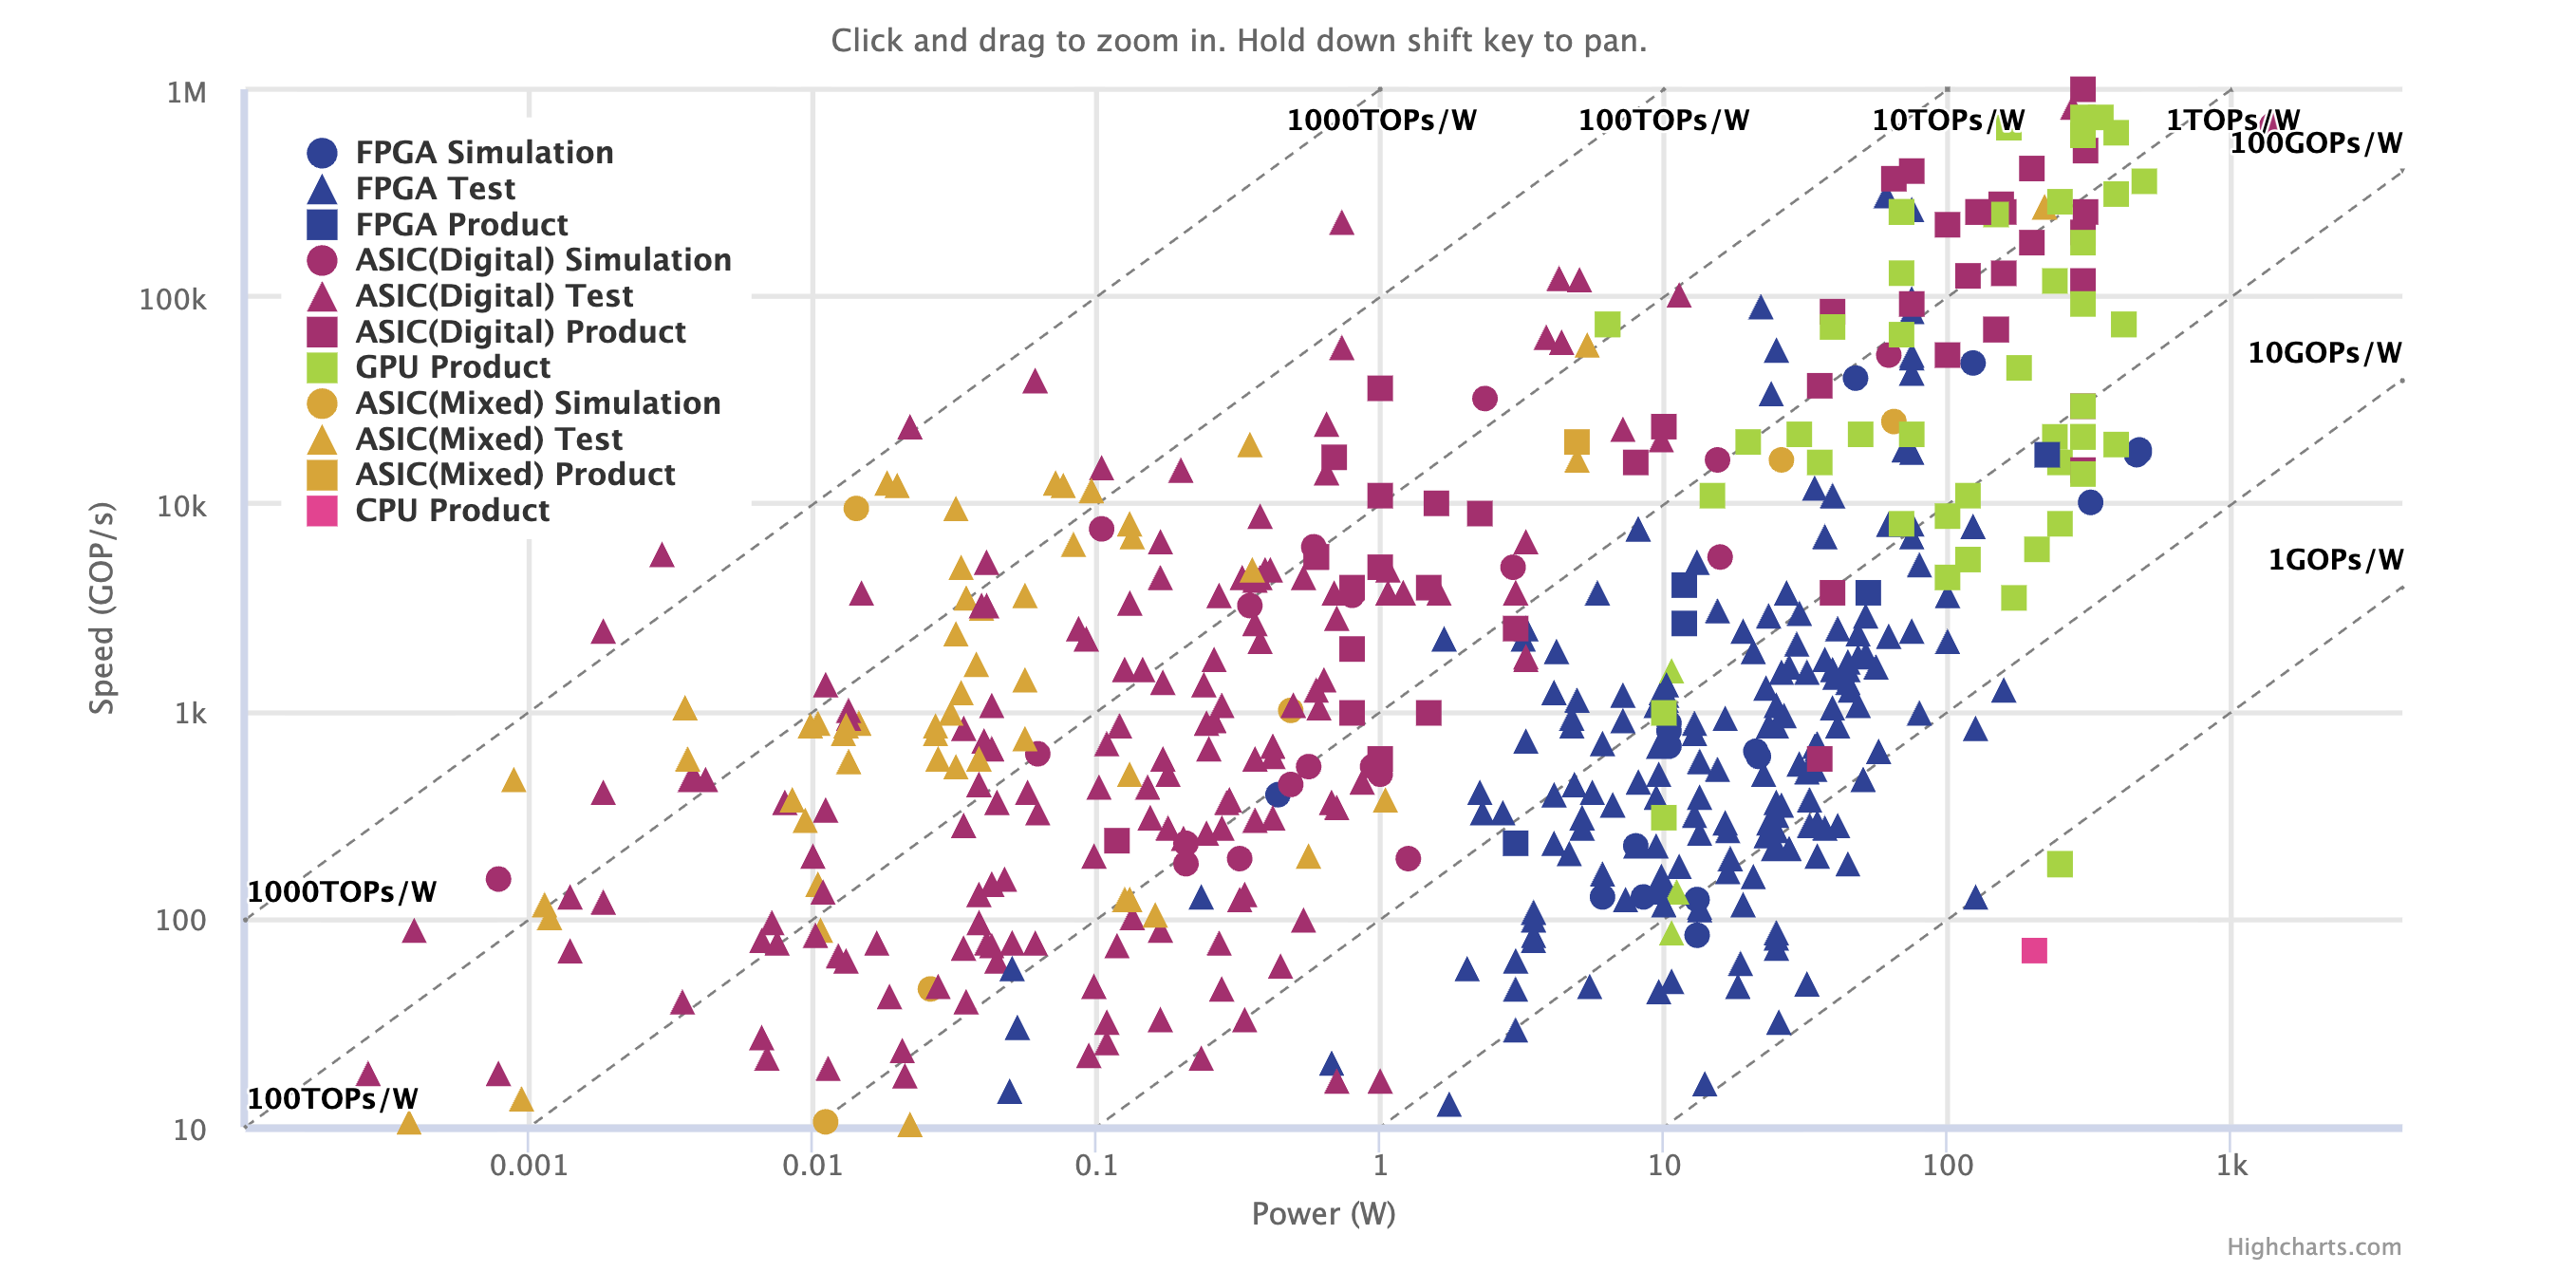 Click and drag to zoom in. Hold down shift key to pan.
1M
100k
10k
1k
100
10
Speed (GOP/s)
FPGA Simulation
FPGA Test
FPGA Product
ASIC(Digital) Simulation
ASIC(Digital) Test
ASIC(Digital) Product
GPU Product
ASIC(Mixed) Simulation
ASIC(Mixed) Test
ASIC(Mixed) Product
CPU Product
1000TOPs/W
100TOPs/W
10TOPs/W
1TOPs/W
100GOPs/W
10GOPs/W
1GOPs/W
1000TOPs/W
100TOPs/W
0.001
0.01
0.1
1
10
100
1k
Power (W)
Highcharts.com